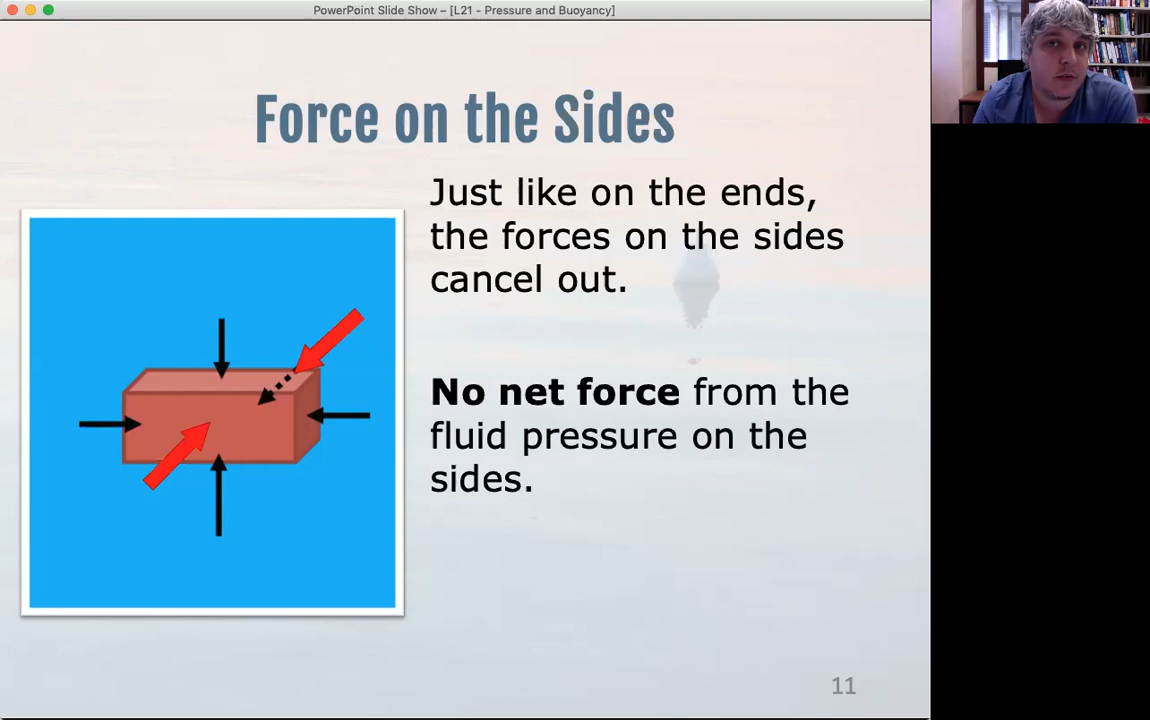 PowerPoint Slide Show – [L21 - Pressure and Buoyancy]
Force on the Sides
Just like on the ends,
the forces on the sides
cancel out.
No net force from the
fluid pressure on the
sides.
11